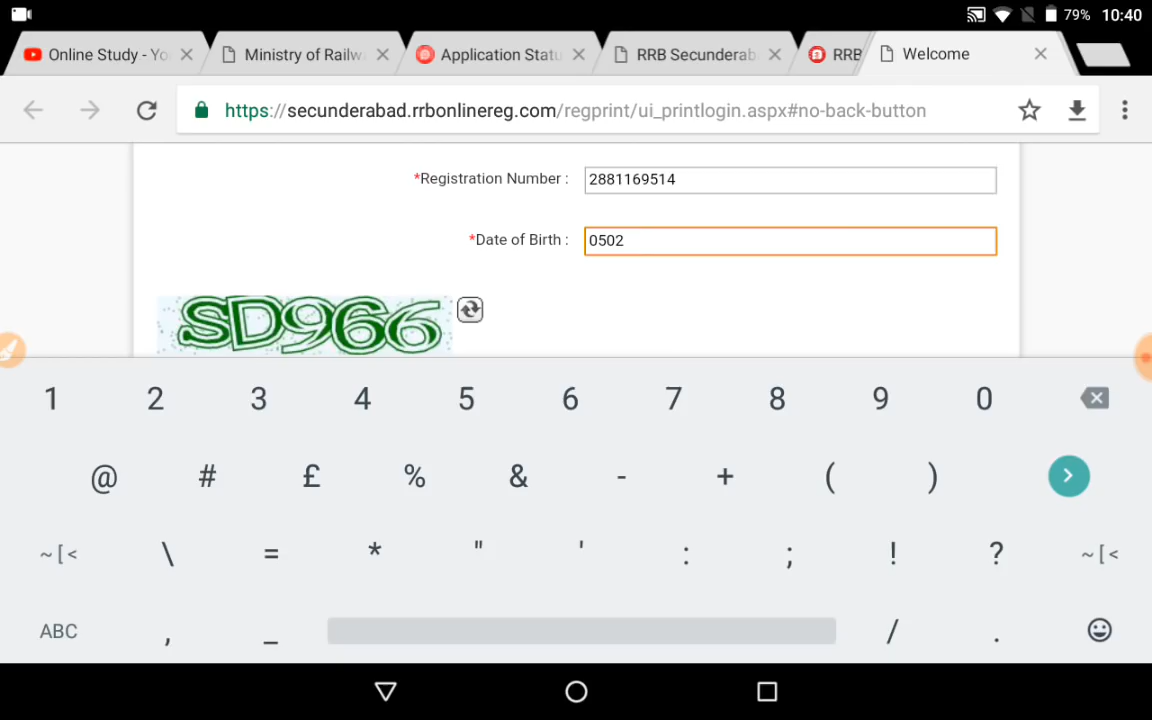 79% 10:40
Online Study - Yo
Ministry of Railw
Application Statu
RRB Secunderab
RRB
Welcome
https://secunderabad.rrbonlinereg.com/regprint/ui_printlogin.aspx#no-back-button
*Registration Number : 2881169514
*Date of Birth : 0502
SD966
1 2 3 4 5 6 7 8 9 0
@ # £ % & - + ( )
~[< \ = * " ' : ; ! ? ~[<
ABC , _ / .